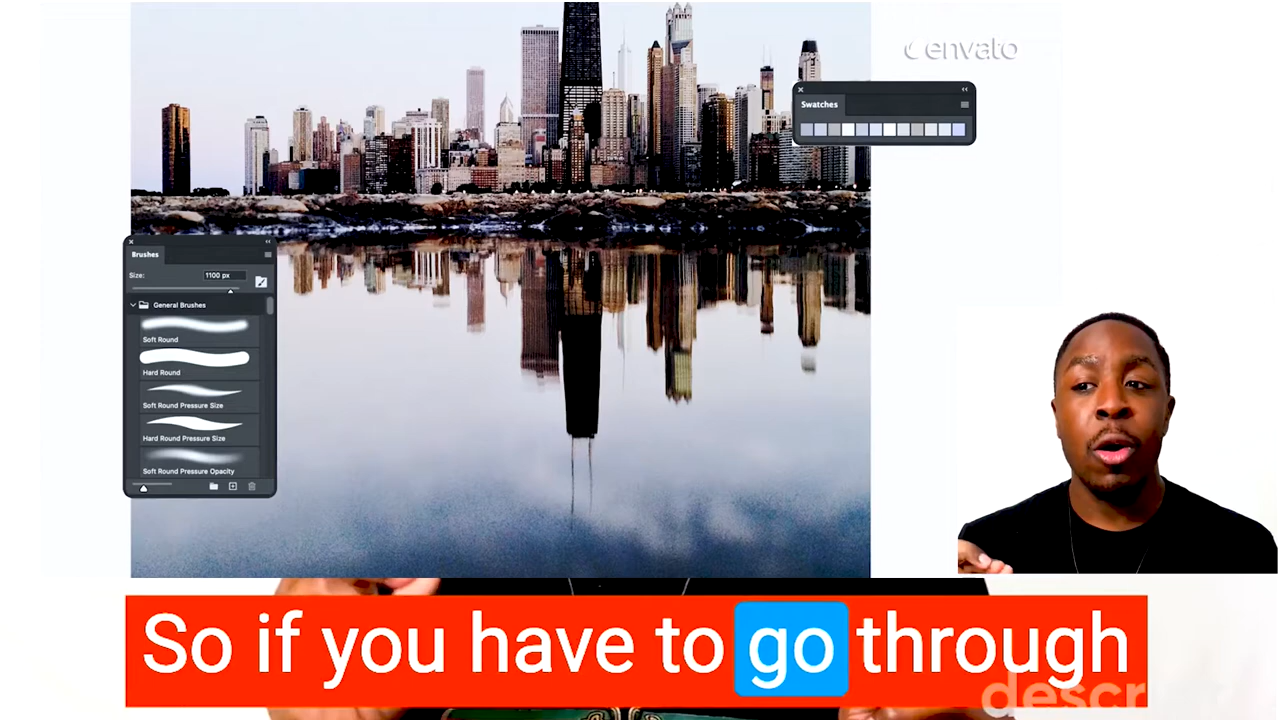 envato
Swatches
Brushes
Size:
1100 px
General Brushes
Soft Round
Hard Round
Soft Round Pressure Size
Hard Round Pressure Size
Soft Round Pressure Opacity
So if you have to go through